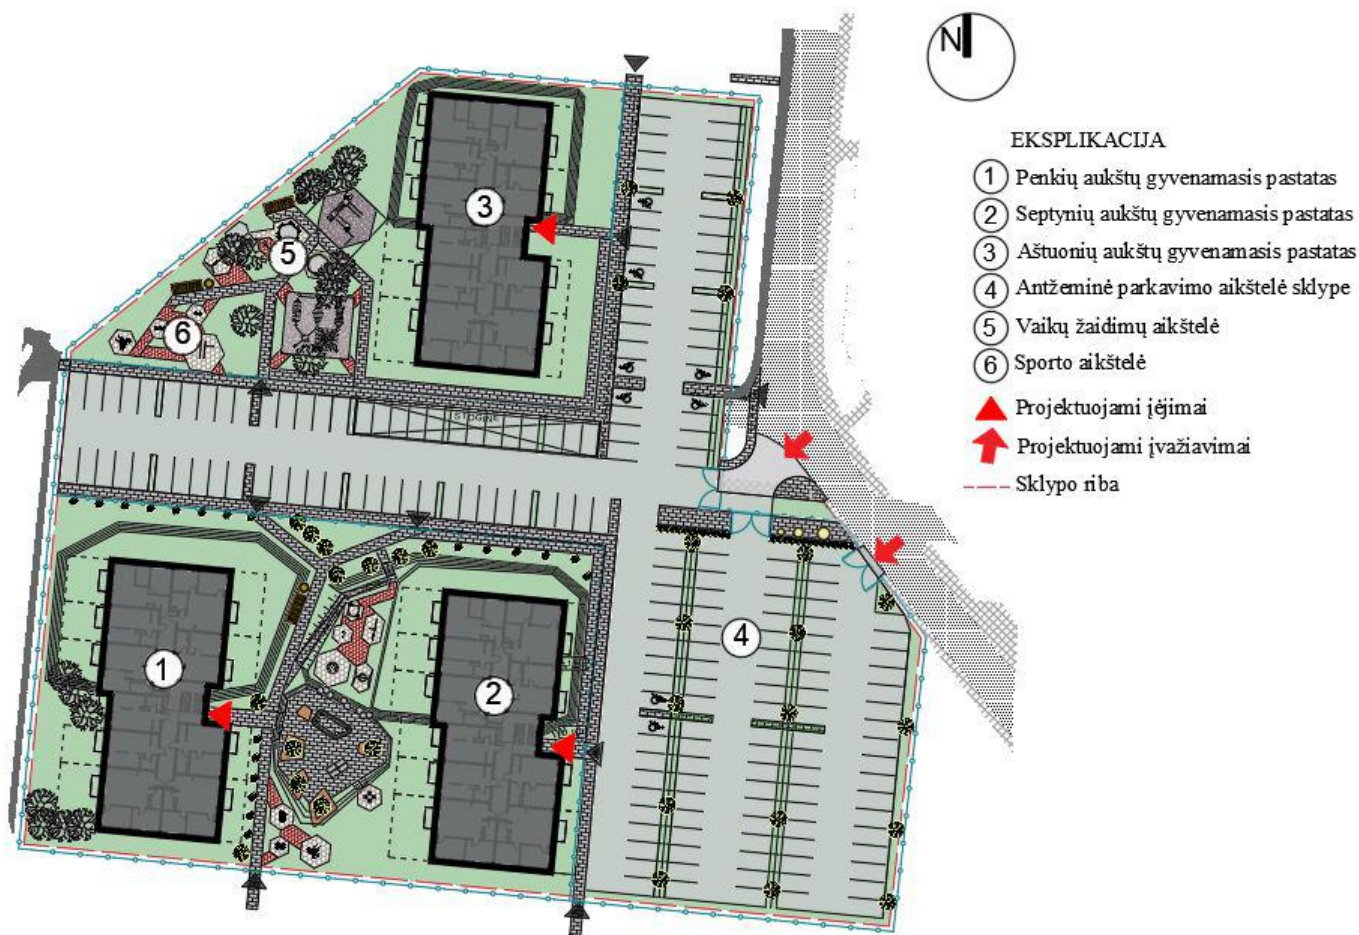 N
EKSPLIKACIJA
1 Penkių aukštų gyvenamasis pastatas
2 Septynių aukštų gyvenamasis pastatas
3 Aštuonių aukštų gyvenamasis pastatas
4 Antžeminė parkavimo aikštelė sklype
5 Vaikų žaidimų aikštelė
6 Sporto aikštelė
Projektuojami įėjimai
Projektuojami įvažiavimai
Sklypo riba
3
5
6
STOGINĖ
4
1
2